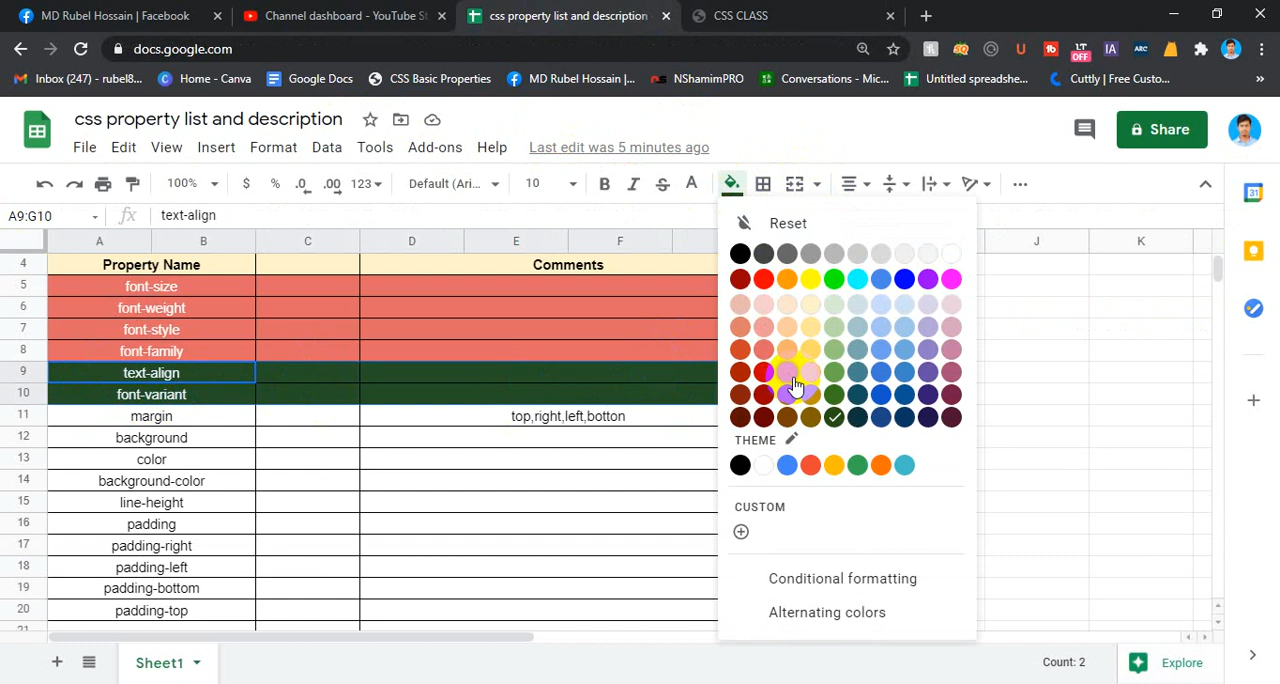 MD Rubel Hossain | Facebook
Channel dashboard - YouTube S
css property list and description
CSS CLASS
docs.google.com
LT
OFF
IA
ARC
Inbox (247) - rubel8...
Home - Canva
Google Docs
CSS Basic Properties
MD Rubel Hossain |...
NShamimPRO
Conversations - Mic...
Untitled spreadshe...
Cuttly | Free Custo...
css property list and description
File Edit View Insert Format Data Tools Add-ons Help Last edit was 5 minutes ago
Share
100% $ % .0 .00 123 Default (Ari... 10 B I S A
A9:G10 fx text-align
31
Reset
A B C D E F J K
4 Property Name Comments
5 font-size
6 font-weight
7 font-style
8 font-family
9 text-align
10 font-variant
11 margin top,right,left,botton
12 background
13 color
14 background-color
15 line-height
16 padding
17 padding-right
18 padding-left
19 padding-bottom
20 padding-top
21
THEME
CUSTOM
Conditional formatting
Alternating colors
Sheet1
Count: 2
Explore